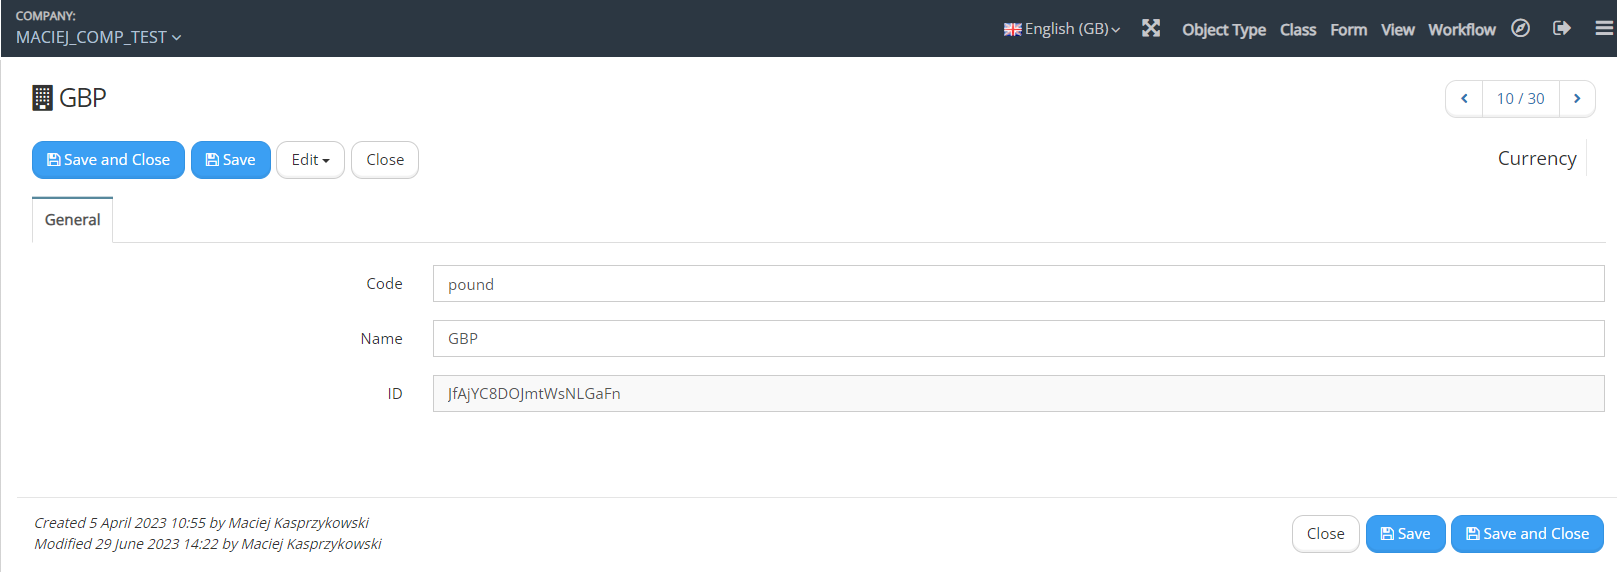 COMPANY:
MACIEJ_COMP_TEST
English (GB)
Object Type Class Form View Workflow
GBP
10 / 30
Save and Close Save Edit Close
Currency
General
Code pound
Name GBP
ID JfAjYC8DOJmtWsNLGaFn
Created 5 April 2023 10:55 by Maciej Kasprzykowski
Modified 29 June 2023 14:22 by Maciej Kasprzykowski
Close Save Save and Close